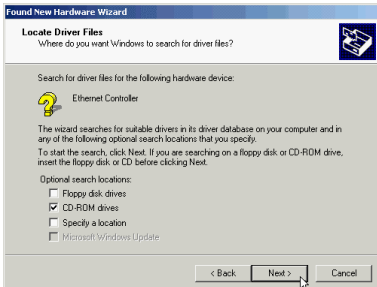 Found New Hardware Wizard
Locate Driver Files
Where do you want Windows to search for driver files?
Search for driver files for the following hardware device:
Ethernet Controller
The wizard searches for suitable drivers in its driver database on your computer and in
any of the following optional search locations that you specify.
To start the search, click Next. If you are searching on a floppy disk or CD-ROM drive,
insert the floppy disk or CD before clicking Next.
Optional search locations:
Floppy disk drives
CD-ROM drives
Specify a location
Microsoft Windows Update
< Back
Next >
Cancel